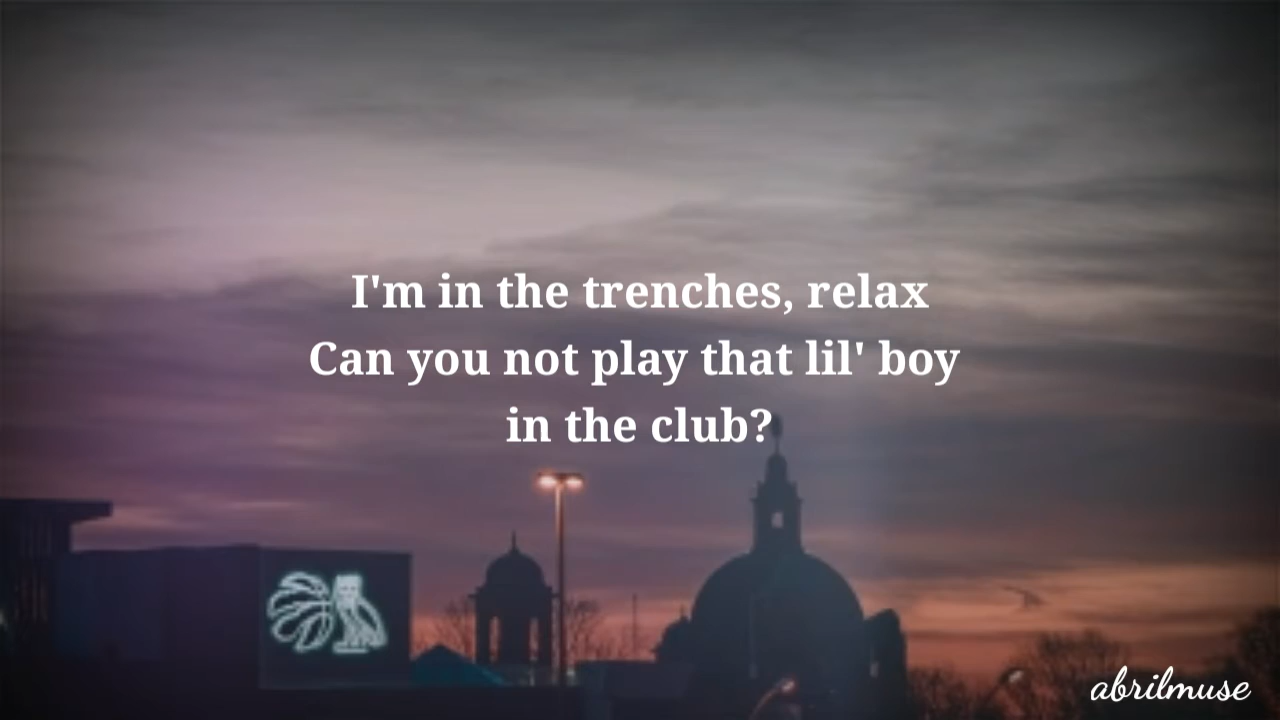 I'm in the trenches, relax
Can you not play that lil' boy
in the club?
abrilmuse